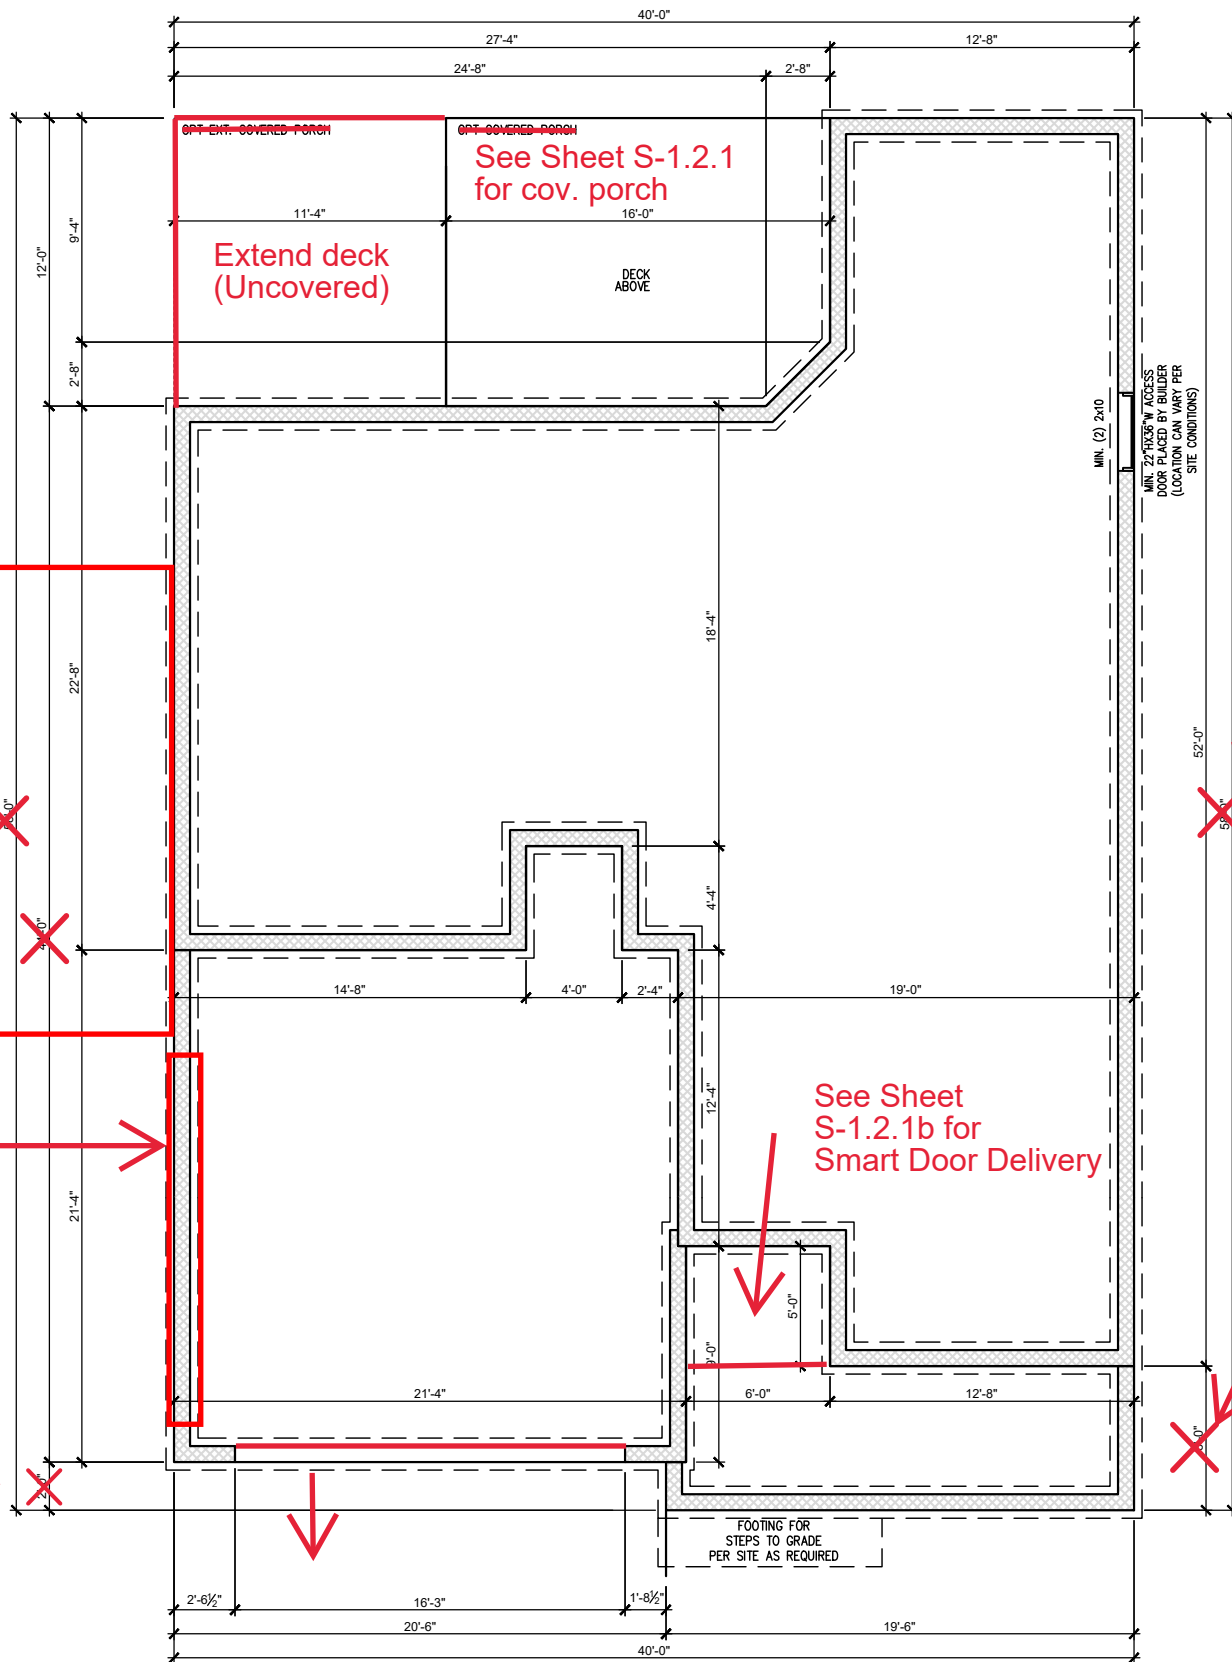 40'-0"
27'-4"
12'-8"
24'-8"
2'-8"
OPT EXT. COVERED PORCH
OPT COVERED PORCH
See Sheet S-1.2.1
for cov. porch
11'-4"
16'-0"
9'-4"
12'-0"
Extend deck
(Uncovered)
DECK
ABOVE
2'-8"
MIN. (2) 2x10
MIN. 22"HX36"W ACCESS
DOOR PLACED BY BUILDER
(LOCATION CAN VARY PER
SITE CONDITIONS)
18'-4"
22'-8"
52'-0"
4'-4"
14'-8"
4'-0"
2'-4"
19'-0"
12'-4"
See Sheet
S-1.2.1b for
Smart Door Delivery
21'-4"
5'-0"
9'-0"
21'-4"
6'-0"
12'-8"
FOOTING FOR
STEPS TO GRADE
PER SITE AS REQUIRED
2'-6½"
16'-3"
1'-8½"
20'-6"
19'-6"
40'-0"